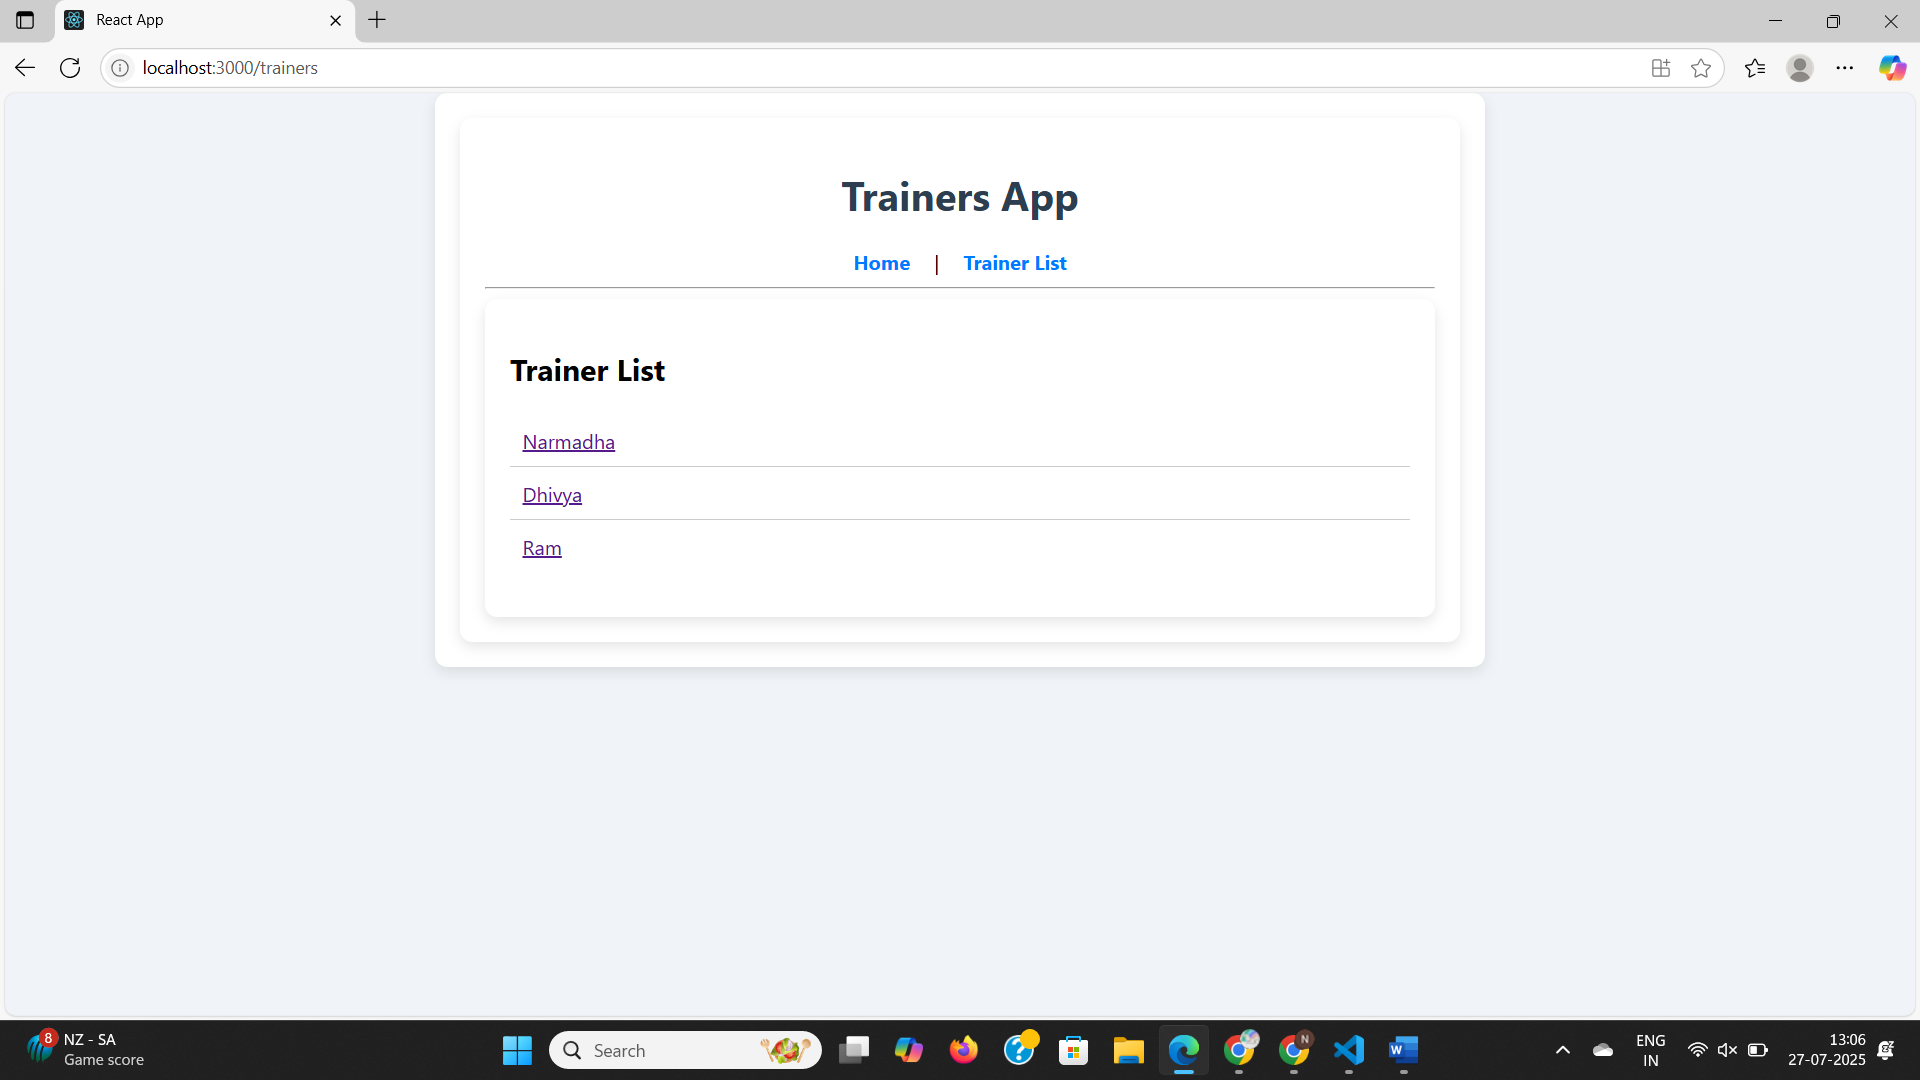 React App
localhost:3000/trainers
Trainers App
Home | Trainer List
Trainer List
Narmadha
Dhivya
Ram
8
NZ - SA
Game score
Search
N
W
ENG
IN
13:06
27-07-2025